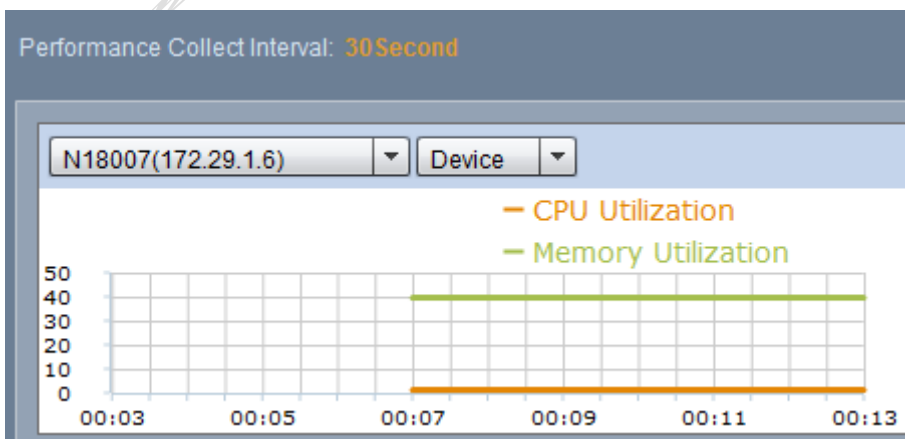 Performance Collect Interval: 30Second
N18007(172.29.1.6) Device
CPU Utilization
Memory Utilization
50
40
30
20
10
0
00:03 00:05 00:07 00:09 00:11 00:13